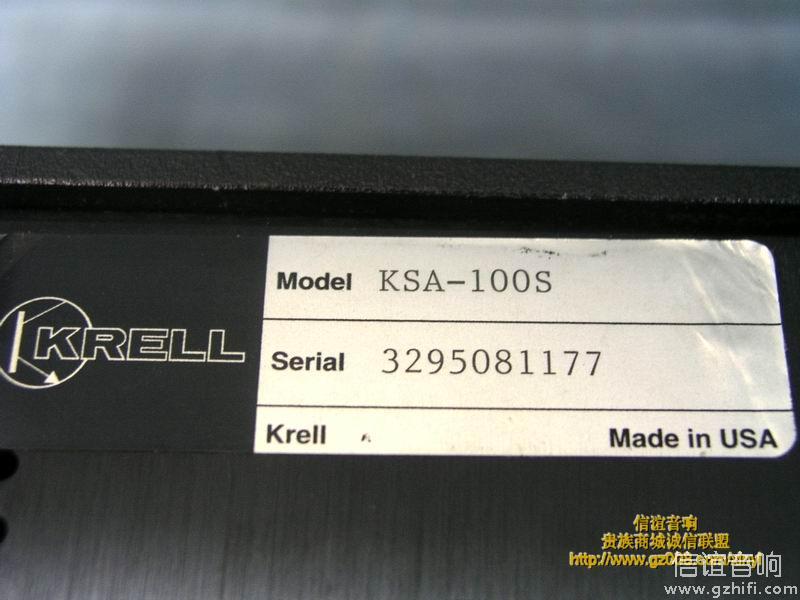 KRELL
Model KSA-100S
Serial 3295081177
Krell
Made in USA
信谊音响
贵族商城诚信联盟
信谊音响
www.gzhifi.com